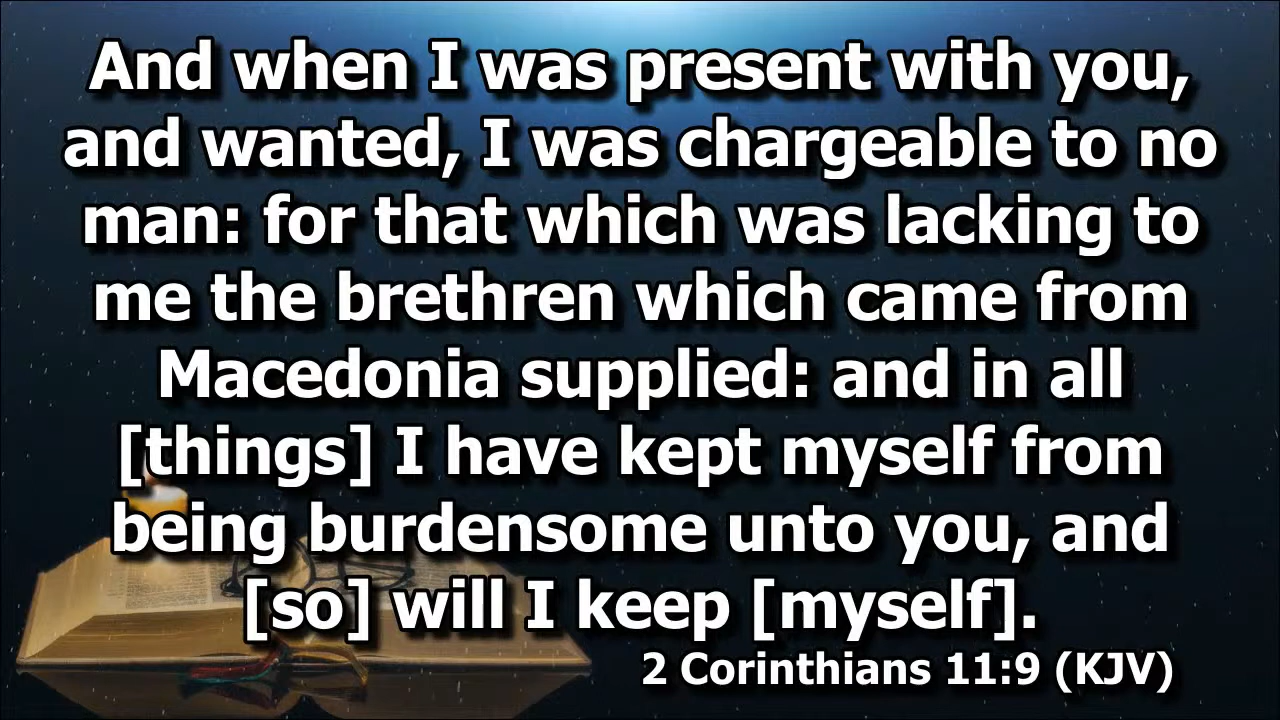 And when I was present with you,
and wanted, I was chargeable to no
man: for that which was lacking to
me the brethren which came from
Macedonia supplied: and in all
[things] I have kept myself from
being burdensome unto you, and
[so] will I keep [myself].
2 Corinthians 11:9 (KJV)